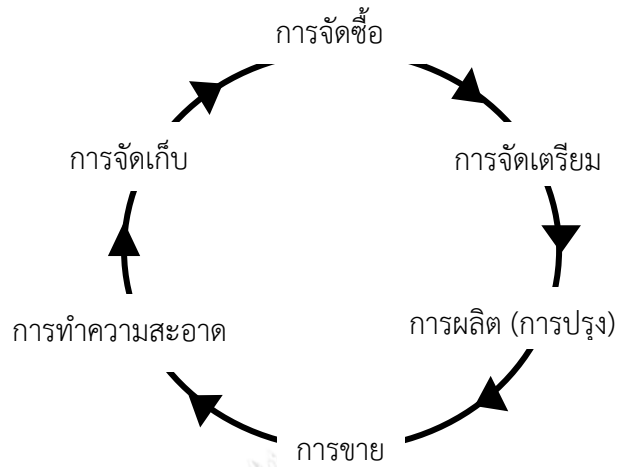 การจัดซื้อ
การจัดเตรียม
การผลิต (การปรุง)
การขาย
การทำความสะอาด
การจัดเก็บ